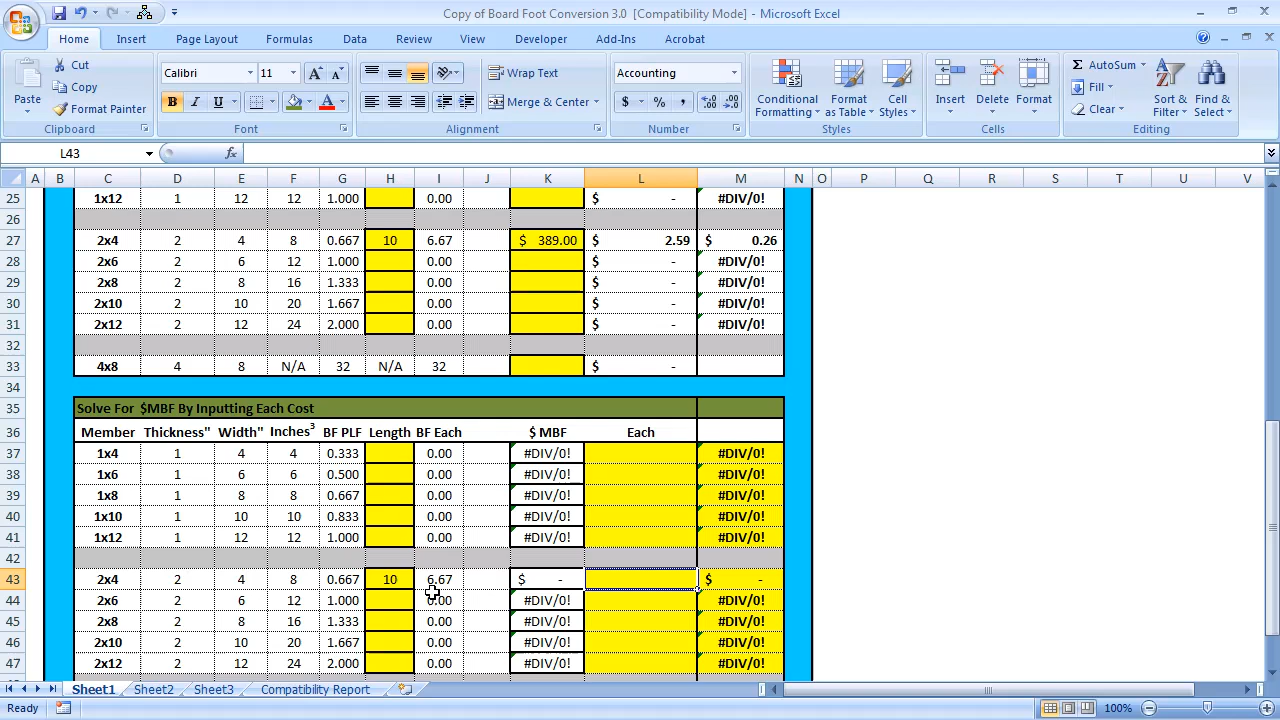 Copy of Board Foot Conversion 3.0 [Compatibility Mode] - Microsoft Excel
Home Insert Page Layout Formulas Data Review View Developer Add-Ins Acrobat
Paste Cut Copy Format Painter Clipboard
Calibri 11 B I U A A A Font
Wrap Text Merge & Center Alignment
Accounting $ % , .0 .00 .00 .0 Number
Conditional Formatting Format as Table Cell Styles Styles
Insert Delete Format Cells
Σ AutoSum Fill Clear Sort & Filter Find & Select Editing
L43 fx
A B C D E F G H I J K L M N O P Q R S T U V
25 1x12 1 12 12 1.000 0.00 $ - #DIV/0!
26
27 2x4 2 4 8 0.667 10 6.67 $ 389.00 $ 2.59 $ 0.26
28 2x6 2 6 12 1.000 0.00 $ - #DIV/0!
29 2x8 2 8 16 1.333 0.00 $ - #DIV/0!
30 2x10 2 10 20 1.667 0.00 $ - #DIV/0!
31 2x12 2 12 24 2.000 0.00 $ - #DIV/0!
32
33 4x8 4 8 N/A 32 N/A 32 $ -
34
35 Solve For $MBF By Inputting Each Cost
36 Member Thickness" Width" Inches³ BF PLF Length BF Each $ MBF Each
37 1x4 1 4 4 0.333 0.00 #DIV/0! #DIV/0!
38 1x6 1 6 6 0.500 0.00 #DIV/0! #DIV/0!
39 1x8 1 8 8 0.667 0.00 #DIV/0! #DIV/0!
40 1x10 1 10 10 0.833 0.00 #DIV/0! #DIV/0!
41 1x12 1 12 12 1.000 0.00 #DIV/0! #DIV/0!
42
43 2x4 2 4 8 0.667 10 6.67 $ - $ -
44 2x6 2 6 12 1.000 0.00 #DIV/0! #DIV/0!
45 2x8 2 8 16 1.333 0.00 #DIV/0! #DIV/0!
46 2x10 2 10 20 1.667 0.00 #DIV/0! #DIV/0!
47 2x12 2 12 24 2.000 0.00 #DIV/0! #DIV/0!
Sheet1 Sheet2 Sheet3 Compatibility Report
Ready 100%